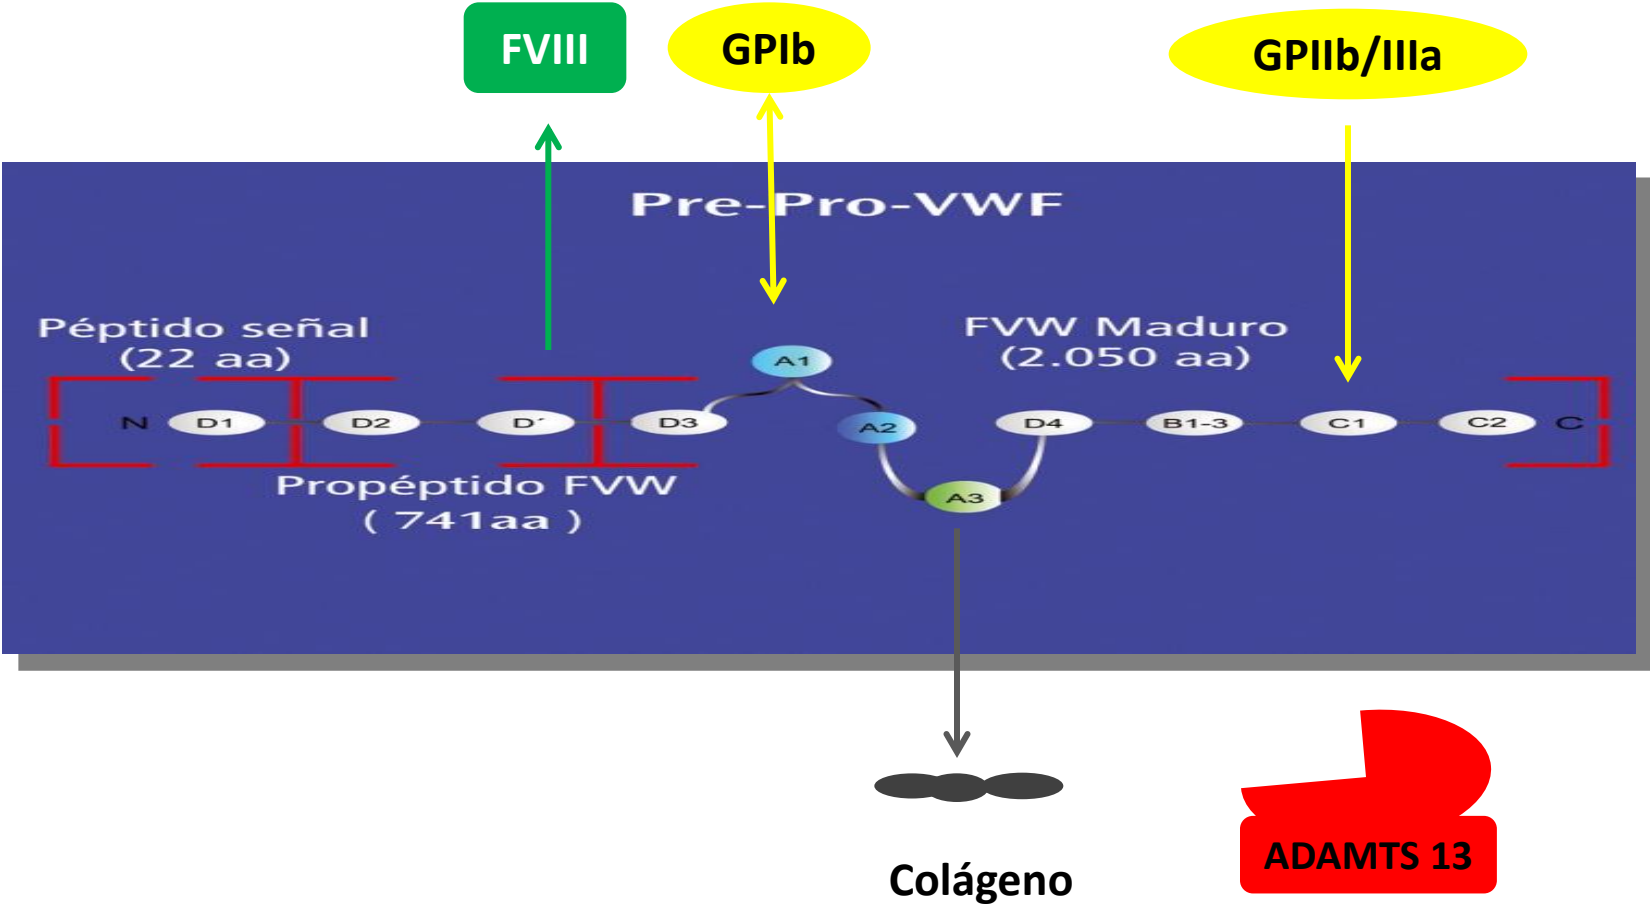 FVIII
GPIb
GPIIb/IIIa
Pre-Pro-VWF
Péptido señal
(22 aa)
FVW Maduro
(2.050 aa)
A1
N D1 D2 D´ D3 A2 D4 B1-3 C1 C2 C
A3
Propéptido FVW
( 741aa )
Colágeno
ADAMTS 13